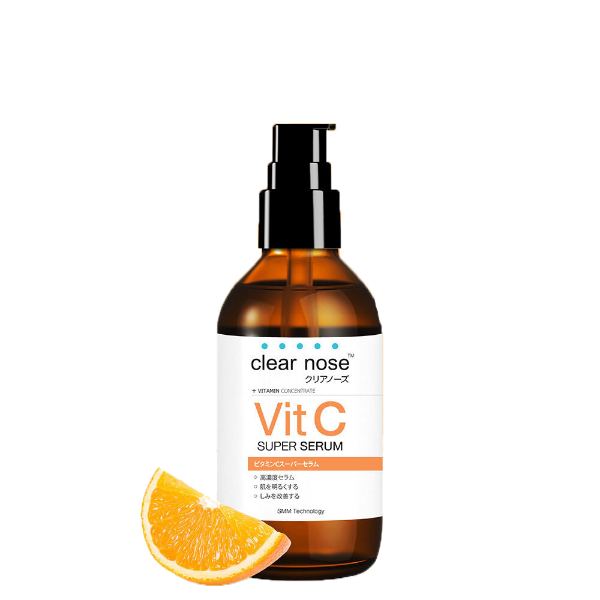 clear nose™
クリアノーズ
+ VITAMIN CONCENTRATE
Vit C
SUPER SERUM
ビタミンCスーパーセラム
高濃度セラム
肌を明るくする
しみを改善する
SMM Technology